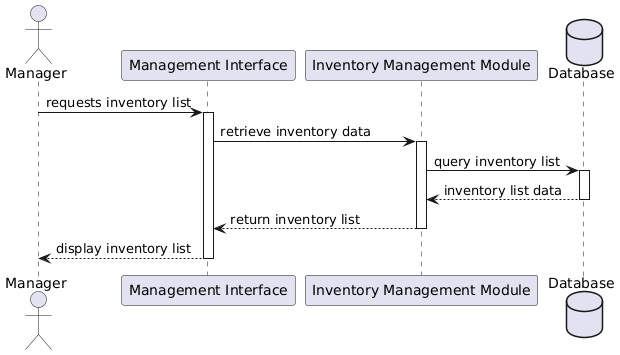 Manager
Management Interface
Inventory Management Module
Database
requests inventory list
retrieve inventory data
query inventory list
inventory list data
return inventory list
display inventory list
Manager
Management Interface
Inventory Management Module
Database